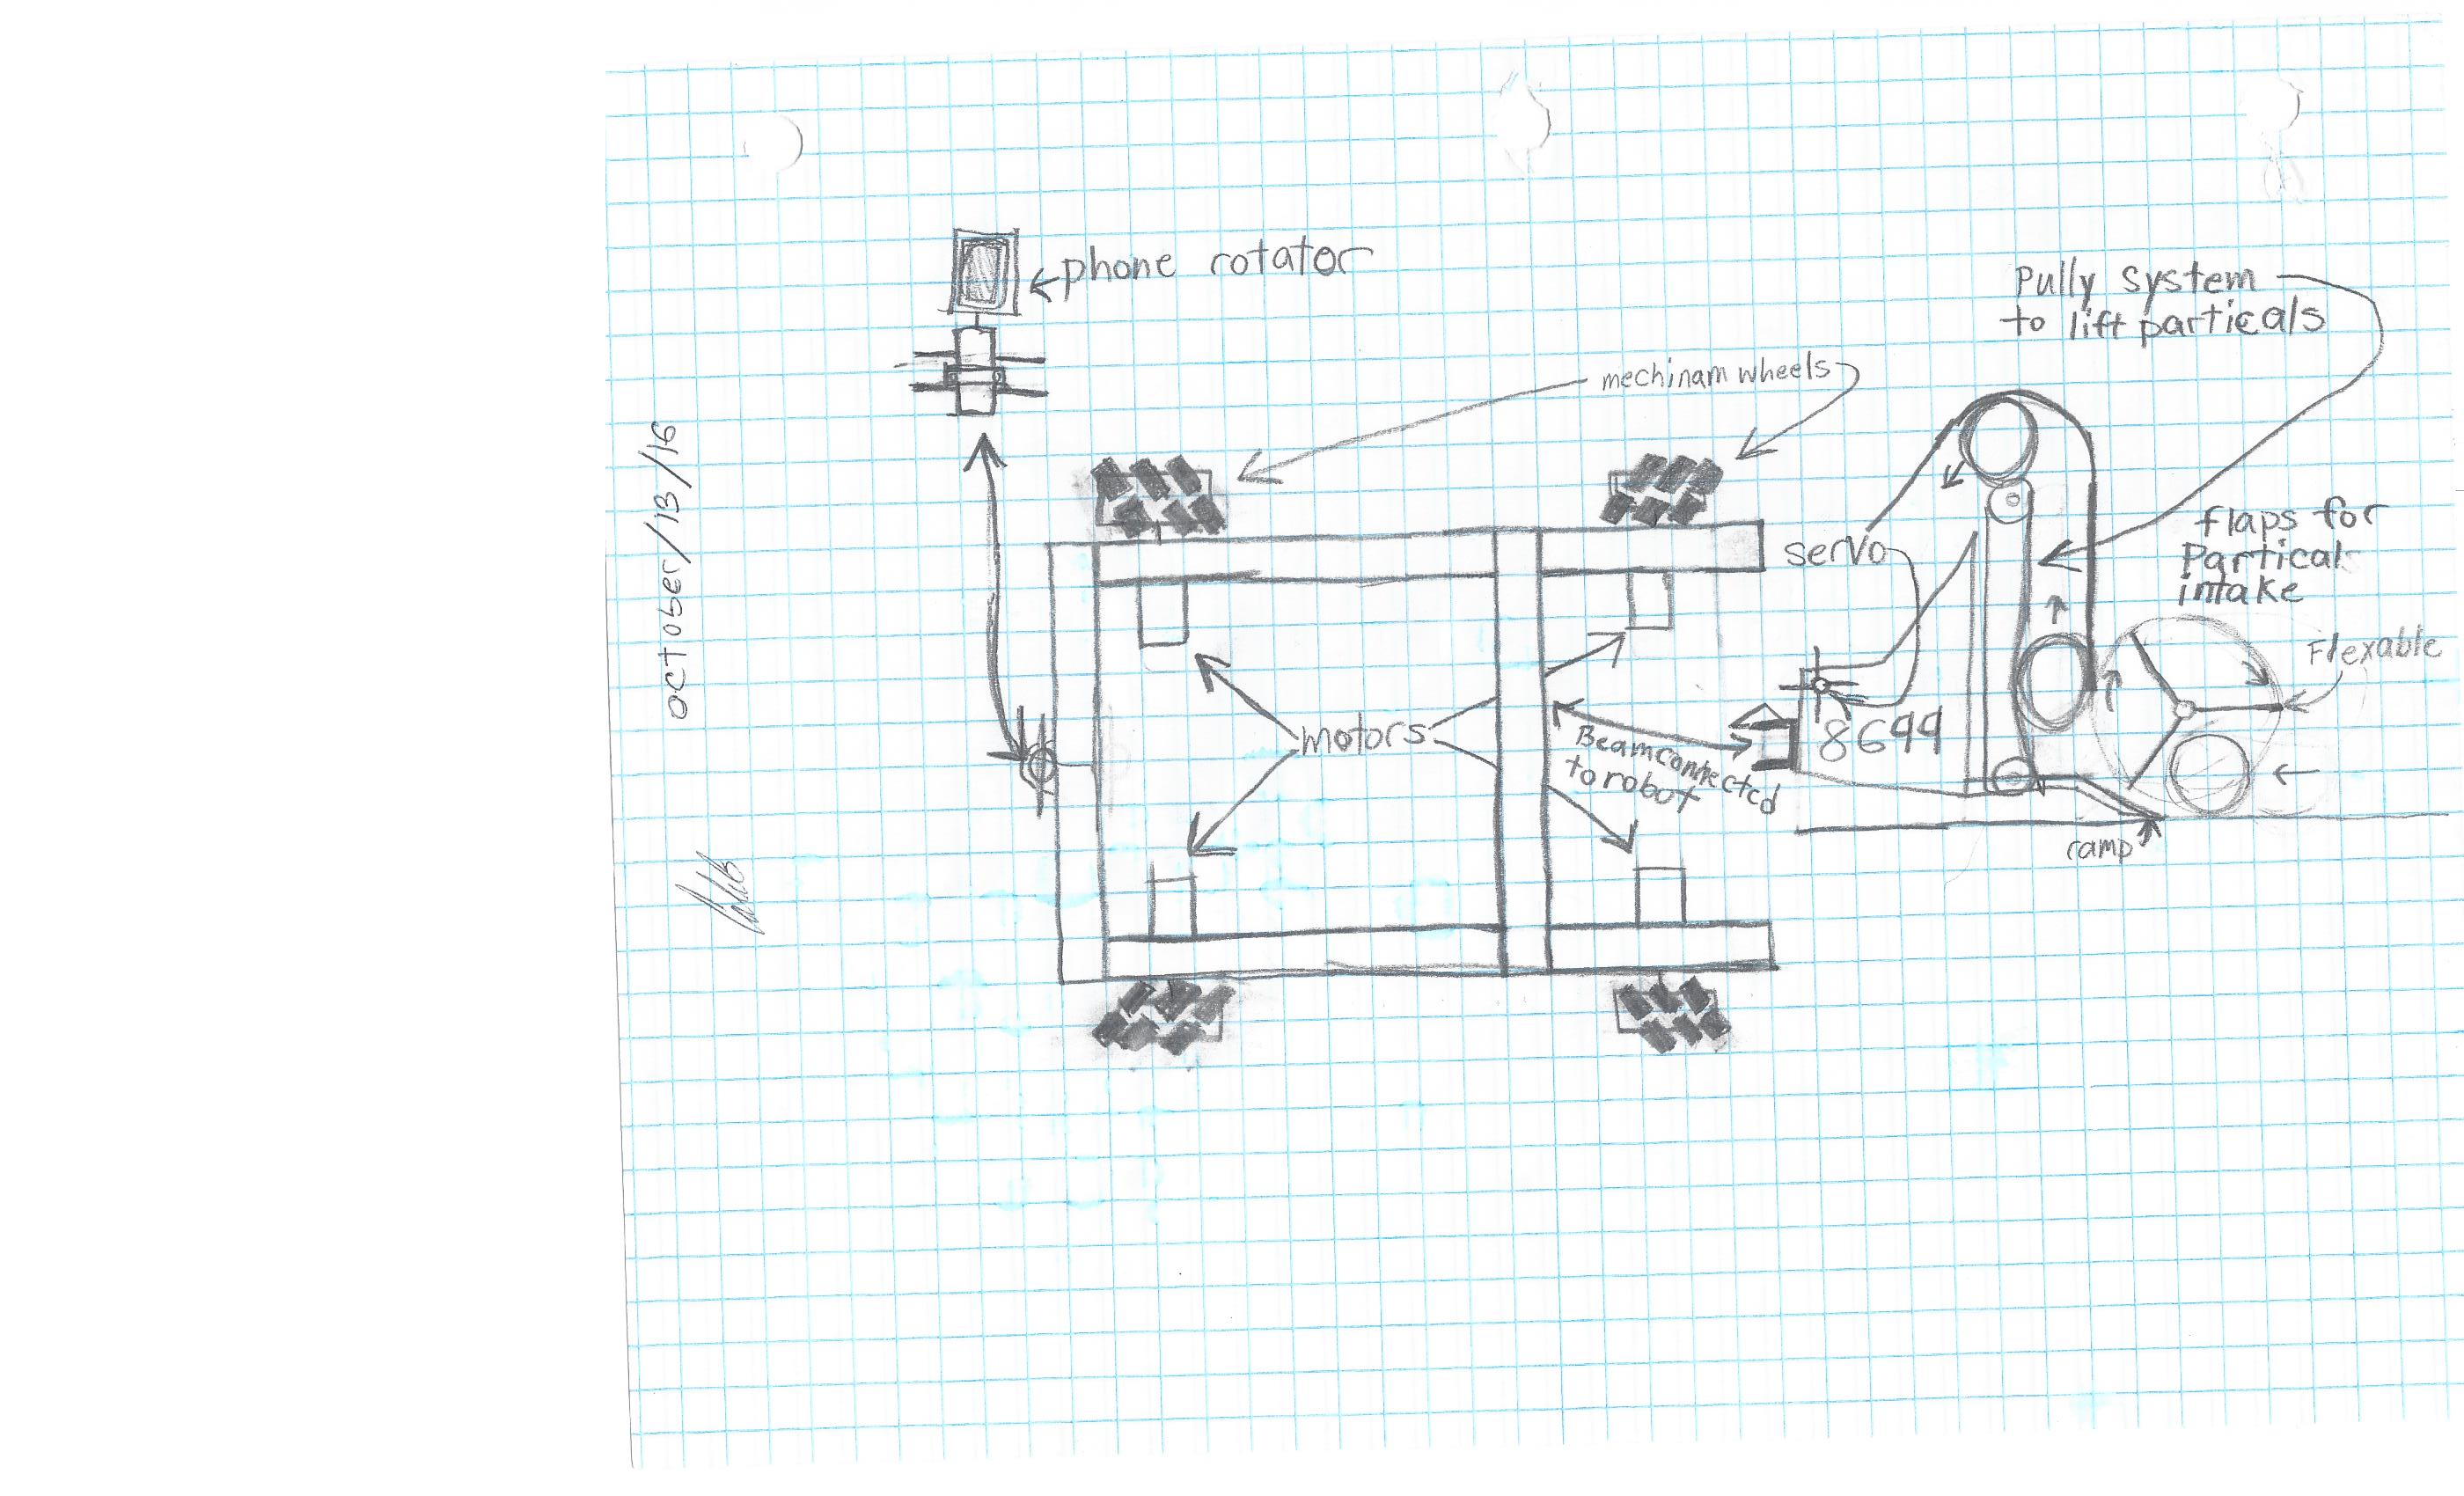 phone rotator
Pully system
to lift particals
mechinam wheels
October/13/16
flaps for
Partical
intake
servo
Flexable
motors
Beam connected
to robot
8699
ramp